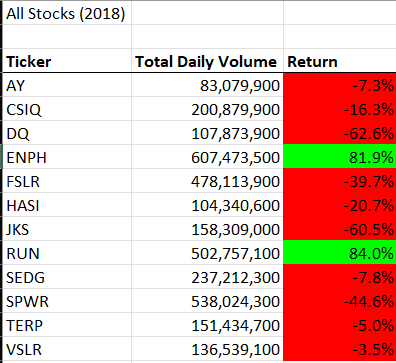 All Stocks (2018)
Ticker Total Daily Volume Return
AY 83,079,900 -7.3%
CSIQ 200,879,900 -16.3%
DQ 107,873,900 -62.6%
ENPH 607,473,500 81.9%
FSLR 478,113,900 -39.7%
HASI 104,340,600 -20.7%
JKS 158,309,000 -60.5%
RUN 502,757,100 84.0%
SEDG 237,212,300 -7.8%
SPWR 538,024,300 -44.6%
TERP 151,434,700 -5.0%
VSLR 136,539,100 -3.5%